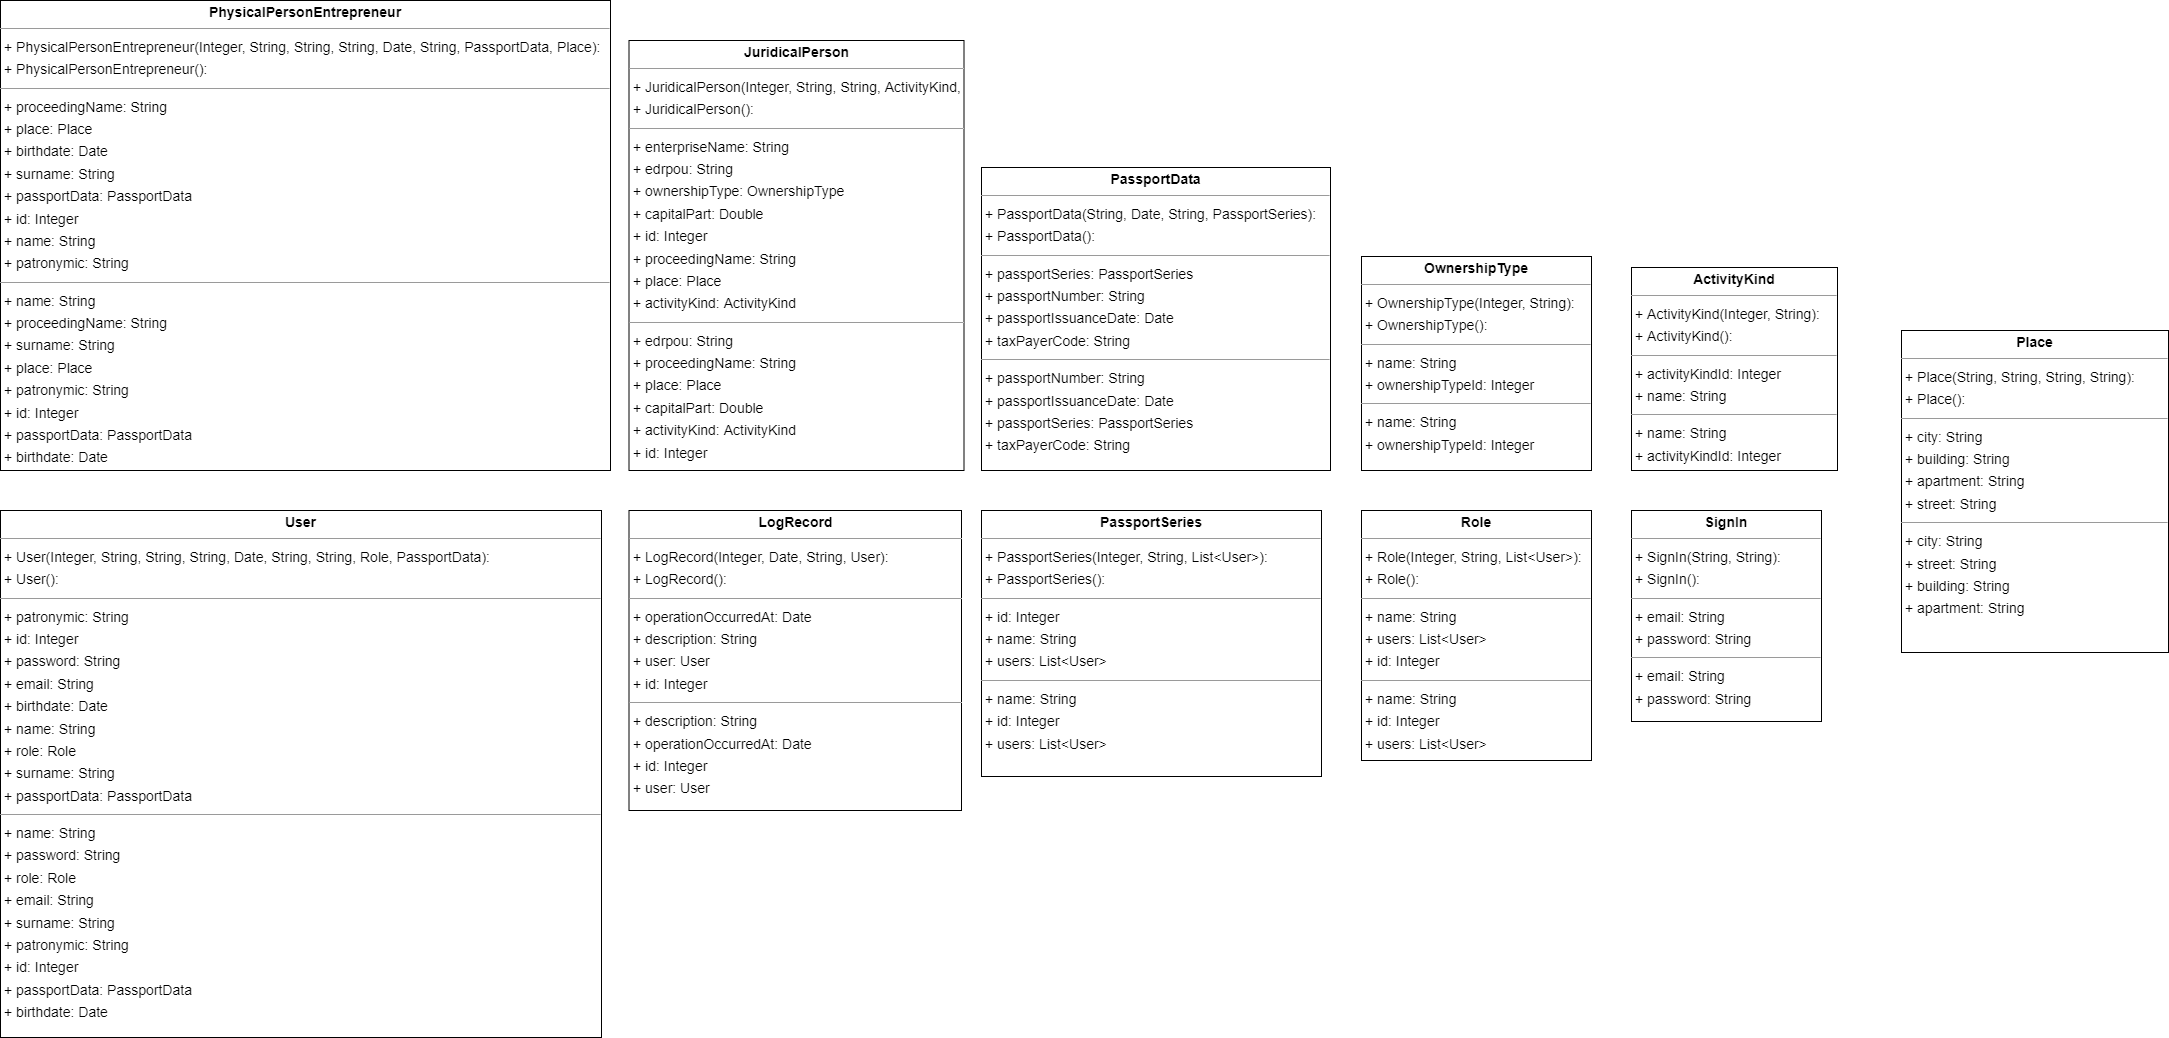 PhysicalPersonEntrepreneur
+ PhysicalPersonEntrepreneur(Integer, String, String, String, Date, String, PassportData, Place):
+ PhysicalPersonEntrepreneur():
+ proceedingName: String
+ place: Place
+ birthdate: Date
+ surname: String
+ passportData: PassportData
+ id: Integer
+ name: String
+ patronymic: String
+ name: String
+ proceedingName: String
+ surname: String
+ place: Place
+ patronymic: String
+ id: Integer
+ passportData: PassportData
+ birthdate: Date
JuridicalPerson
+ JuridicalPerson(Integer, String, String, ActivityKind,
+ JuridicalPerson():
+ enterpriseName: String
+ edrpou: String
+ ownershipType: OwnershipType
+ capitalPart: Double
+ id: Integer
+ proceedingName: String
+ place: Place
+ activityKind: ActivityKind
+ edrpou: String
+ proceedingName: String
+ place: Place
+ capitalPart: Double
+ activityKind: ActivityKind
+ id: Integer
PassportData
+ PassportData(String, Date, String, PassportSeries):
+ PassportData():
+ passportSeries: PassportSeries
+ passportNumber: String
+ passportIssuanceDate: Date
+ taxPayerCode: String
+ passportNumber: String
+ passportIssuanceDate: Date
+ passportSeries: PassportSeries
+ taxPayerCode: String
OwnershipType
+ OwnershipType(Integer, String):
+ OwnershipType():
+ name: String
+ ownershipTypeId: Integer
+ name: String
+ ownershipTypeId: Integer
ActivityKind
+ ActivityKind(Integer, String):
+ ActivityKind():
+ activityKindId: Integer
+ name: String
+ name: String
+ activityKindId: Integer
Place
+ Place(String, String, String, String):
+ Place():
+ city: String
+ building: String
+ apartment: String
+ street: String
+ city: String
+ street: String
+ building: String
+ apartment: String
User
+ User(Integer, String, String, String, Date, String, String, Role, PassportData):
+ User():
+ patronymic: String
+ id: Integer
+ password: String
+ email: String
+ birthdate: Date
+ name: String
+ role: Role
+ surname: String
+ passportData: PassportData
+ name: String
+ password: String
+ role: Role
+ email: String
+ surname: String
+ patronymic: String
+ id: Integer
+ passportData: PassportData
+ birthdate: Date
LogRecord
+ LogRecord(Integer, Date, String, User):
+ LogRecord():
+ operationOccurredAt: Date
+ description: String
+ user: User
+ id: Integer
+ description: String
+ operationOccurredAt: Date
+ id: Integer
+ user: User
PassportSeries
+ PassportSeries(Integer, String, List<User>):
+ PassportSeries():
+ id: Integer
+ name: String
+ users: List<User>
+ name: String
+ id: Integer
+ users: List<User>
Role
+ Role(Integer, String, List<User>):
+ Role():
+ name: String
+ users: List<User>
+ id: Integer
+ name: String
+ id: Integer
+ users: List<User>
SignIn
+ SignIn(String, String):
+ SignIn():
+ email: String
+ password: String
+ email: String
+ password: String